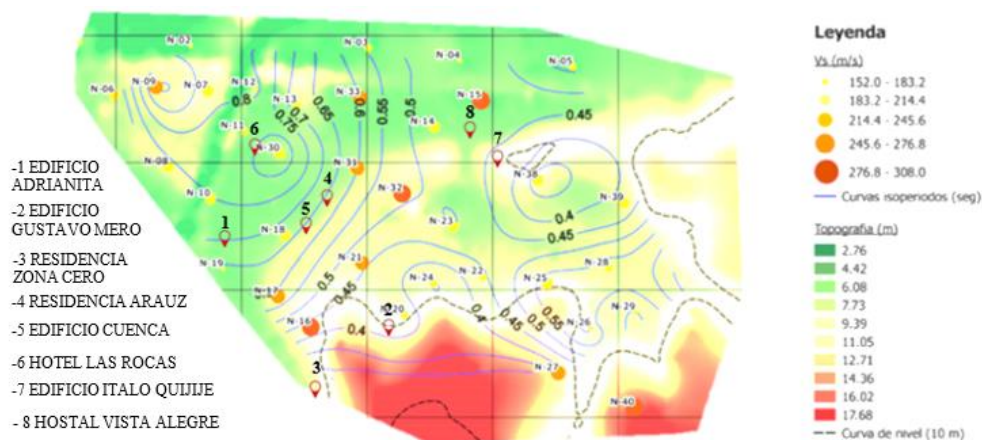 -1 EDIFICIO
ADRIANITA
-2 EDIFICIO
GUSTAVO MERO
-3 RESIDENCIA
ZONA CERO
-4 RESIDENCIA ARAUZ
-5 EDIFICIO CUENCA
-6 HOTEL LAS ROCAS
-7 EDIFICIO ITALO QUIJIJE
- 8 HOSTAL VISTA ALEGRE
N-02
N-03
N-04
N-05
N-06
N-09
N-07
N-12
N-33
N-15
0.8
N-13
0.7
0.75
0.65
0.6
0.55
0.5
0.45
N-11
N-14
8
6
7
N-30
N-08
N-31
N-38
N-10
4
N-32
N-39
0.4
1
5
N-18
N-23
0.45
N-19
N-21
N-28
N-24
N-22
N-25
0.5
0.45
N-17
N-29
N-16
0.4
2
N-20
0.4
0.45
0.5
0.55
N-26
3
N-27
N-40
Leyenda
Vs (m/s)
152.0 - 183.2
183.2 - 214.4
214.4 - 245.6
245.6 - 276.8
276.8 - 308.0
Curvas isoperiodos (seg)
Topografia (m)
2.76
4.42
6.08
7.73
9.39
11.05
12.71
14.36
16.02
17.68
Curva de nivel (10 m)